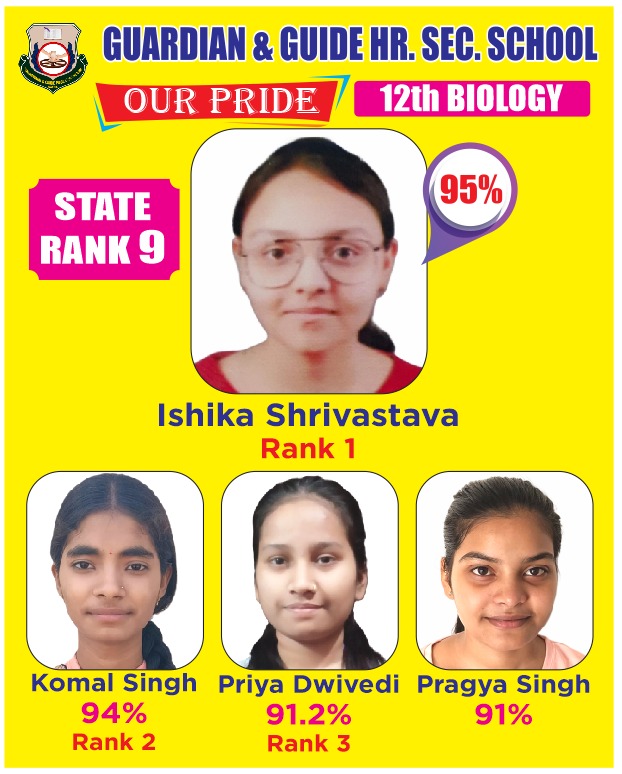 GUARDIAN & GUIDE HR. SEC. SCHOOL
OUR PRIDE
12th BIOLOGY
STATE
RANK 9
95%
Ishika Shrivastava
Rank 1
Komal Singh
94%
Rank 2
Priya Dwivedi
91.2%
Rank 3
Pragya Singh
91%